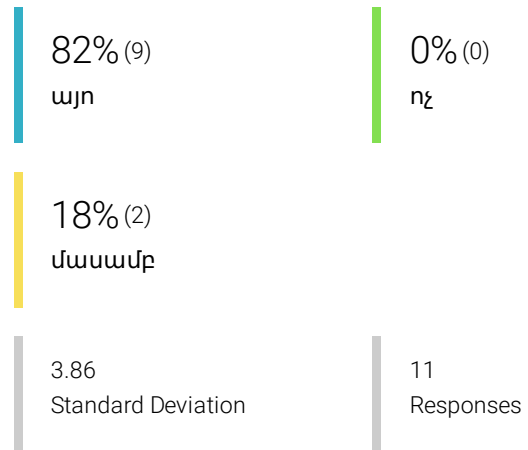 82% (9)
այո
0% (0)
ոչ
18% (2)
մասամբ
3.86
Standard Deviation
11
Responses